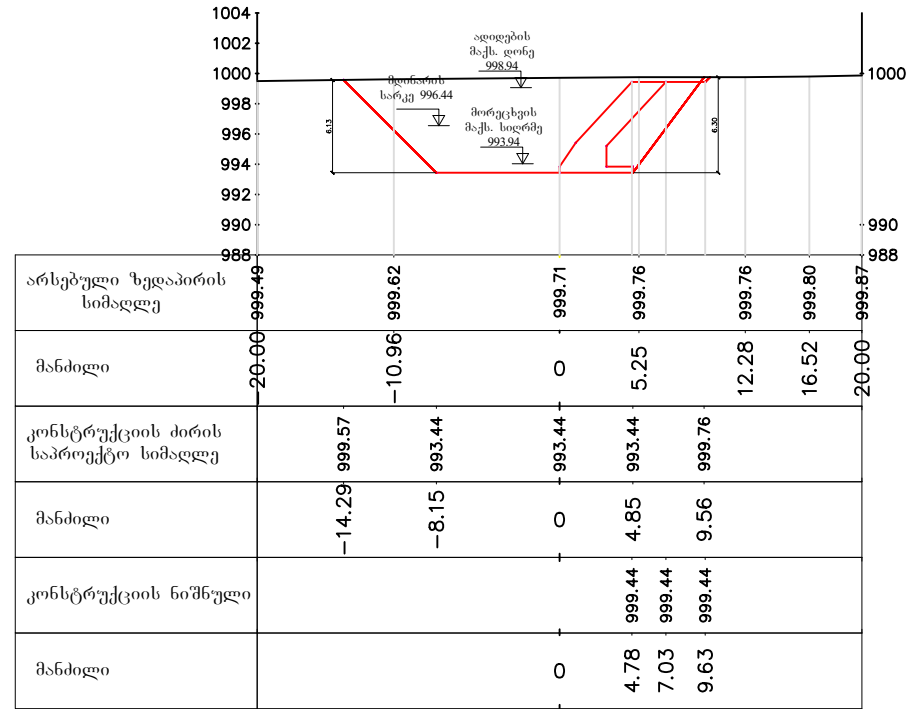 1004
1002
1000
998
996
994
992
990
988
1000
990
988
ადიდების
მაქს. დონე
998.94
მდინარის
სარკე 996.44
მორეცხვის
მაქს. სიღრმე
993.94
6.13
6.30
არსებული ზედაპირის
სიმაღლე
999.49 999.62 999.71 999.76 999.76 999.80 999.87
მანძილი
-20.00 -10.96 0 5.25 12.28 16.52 20.00
კონსტრუქციის ძირის
საპროექტო სიმაღლე
999.57 993.44 993.44 993.44 999.76
მანძილი
-14.29 -8.15 0 4.85 9.56
კონსტრუქციის ნიშნული
999.44 999.44 999.44
მანძილი
0 4.78 7.03 9.63